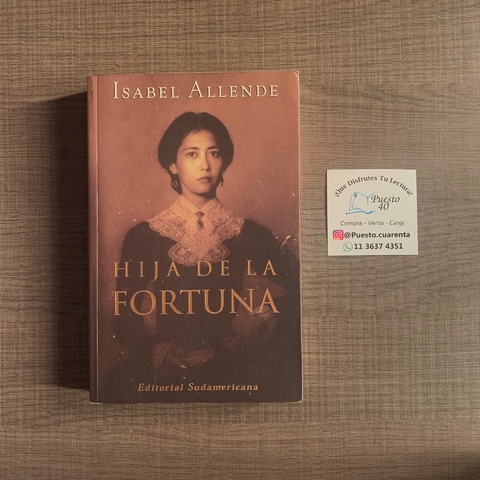 ISABEL ALLENDE
HIJA DE LA
FORTUNA
Editorial Sudamericana
¡Que Disfrutes Tu Lectura!
Puesto
40
Compra - Venta - Canje
@Puesto.cuarenta
11 3637 4351